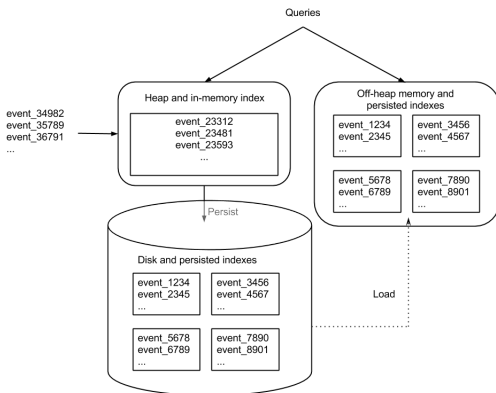 Queries
Heap and in-memory index
event_23312
event_23481
event_23593
...
Off-heap memory and
persisted indexes
event_1234
event_2345
...
event_3456
event_4567
...
event_5678
event_6789
...
event_7890
event_8901
...
event_34982
event_35789
event_36791
...
Persist
Disk and persisted indexes
event_1234
event_2345
...
event_3456
event_4567
...
event_5678
event_6789
...
event_7890
event_8901
...
Load